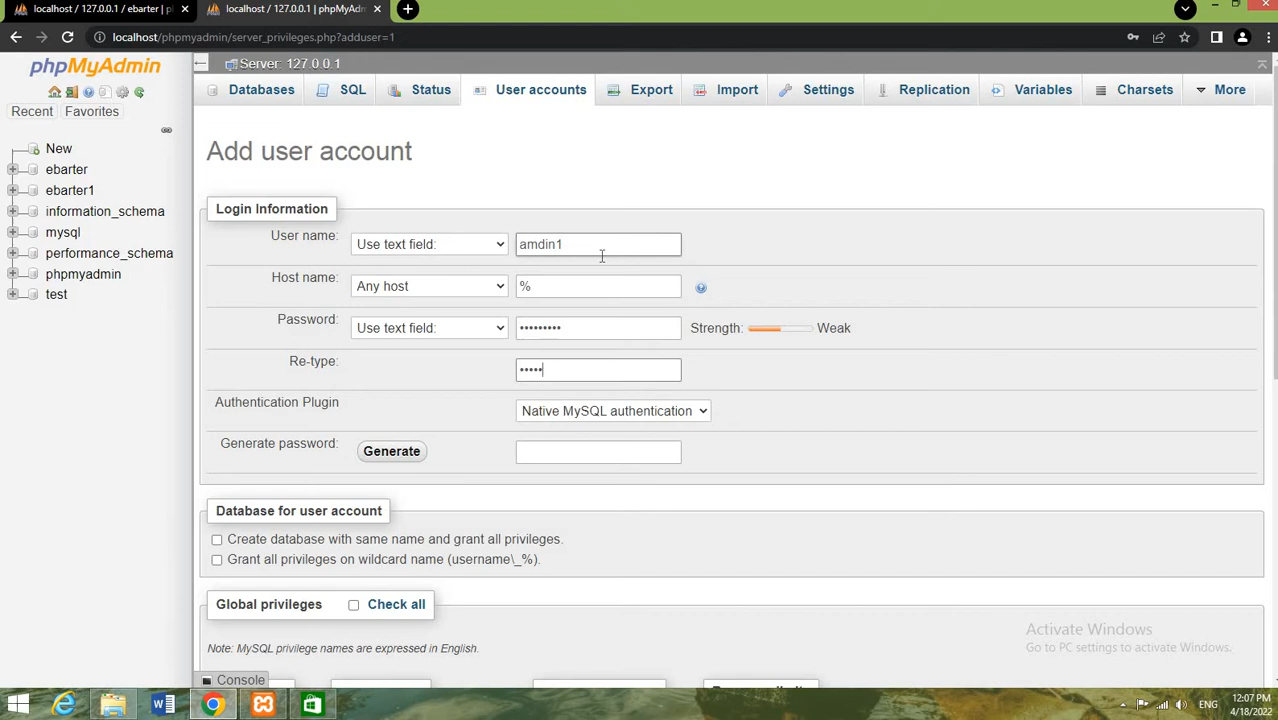 localhost / 127.0.0.1 / ebarter | p
localhost / 127.0.0.1 | phpMyAdm
localhost/phpmyadmin/server_privileges.php?adduser=1
phpMyAdmin
Recent Favorites
New
ebarter
ebarter1
information_schema
mysql
performance_schema
phpmyadmin
test
Server: 127.0.0.1
Databases SQL Status User accounts Export Import Settings Replication Variables Charsets More
Add user account
Login Information
User name: Use text field: amdin1
Host name: Any host %
Password: Use text field: ••••••••• Strength: Weak
Re-type: •••••
Authentication Plugin Native MySQL authentication
Generate password: Generate
Database for user account
Create database with same name and grant all privileges.
Grant all privileges on wildcard name (username\_%).
Global privileges Check all
Note: MySQL privilege names are expressed in English.
Console
Activate Windows
Go to PC settings to activate Windows.
ENG
12:07 PM
4/18/2022